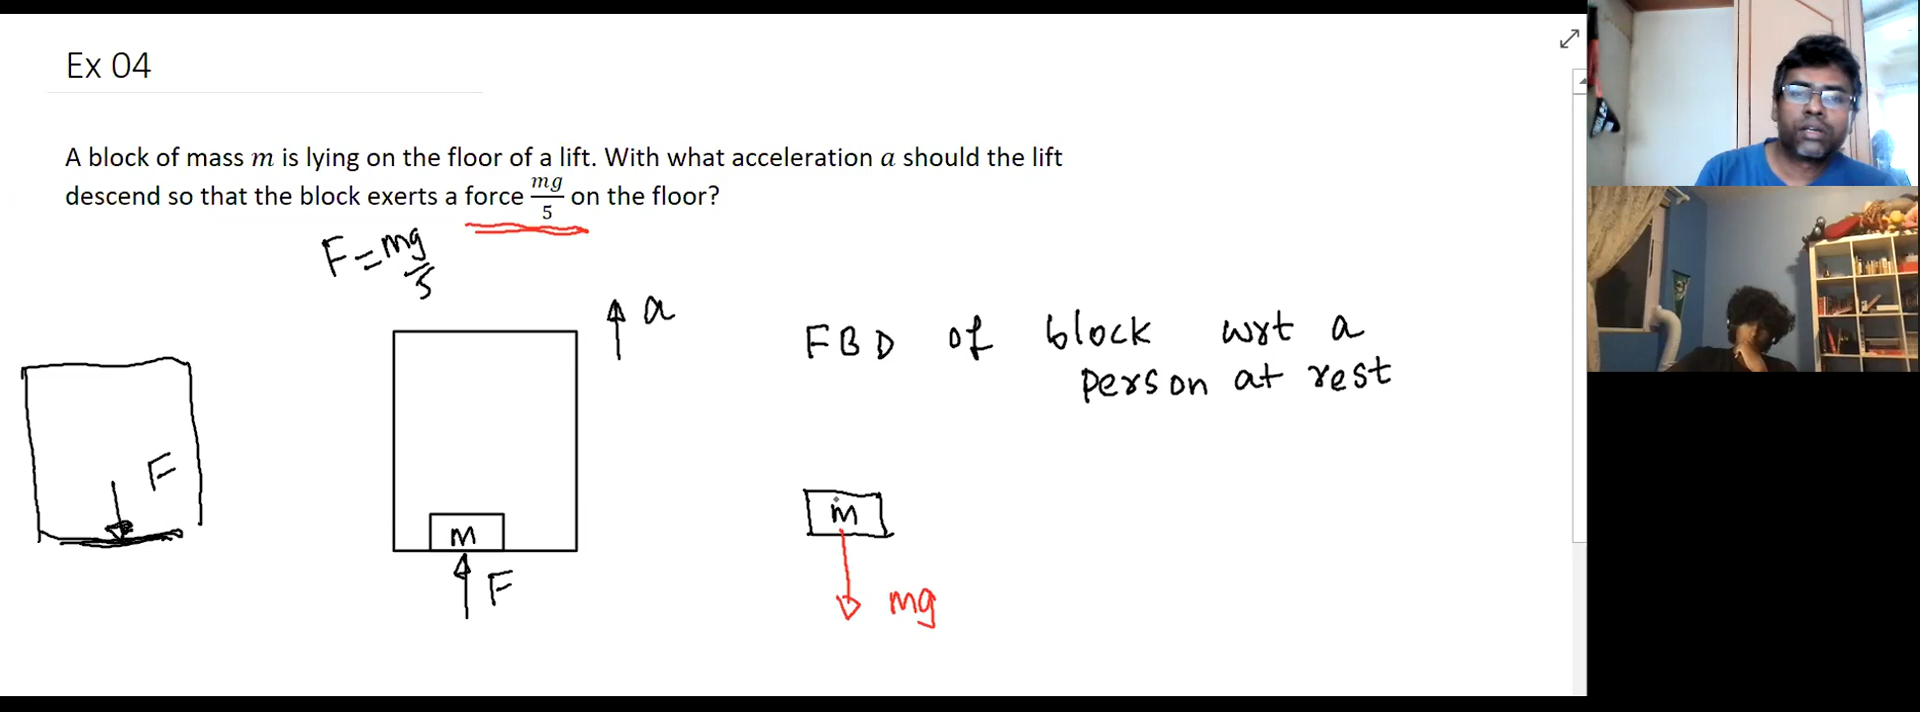 Ex 04
A block of mass m is lying on the floor of a lift. With what acceleration a should the lift
descend so that the block exerts a force mg/5 on the floor?
F = mg/5
a
FBD of block wrt a
person at rest
F
m
F
m
mg